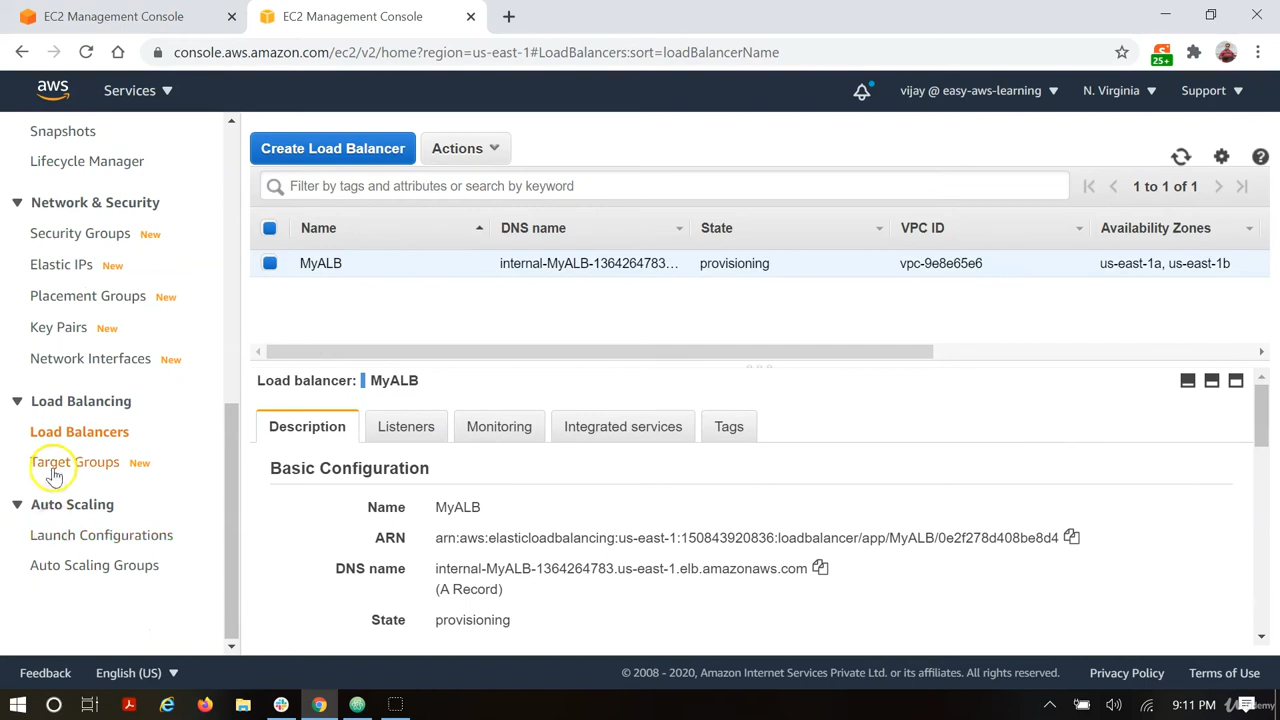 EC2 Management Console
EC2 Management Console
console.aws.amazon.com/ec2/v2/home?region=us-east-1#LoadBalancers:sort=loadBalancerName
25+
aws
Services
vijay @ easy-aws-learning
N. Virginia
Support
Snapshots
Lifecycle Manager
Network & Security
Security Groups New
Elastic IPs New
Placement Groups New
Key Pairs New
Network Interfaces New
Load Balancing
Load Balancers
Target Groups New
Auto Scaling
Launch Configurations
Auto Scaling Groups
Create Load Balancer
Actions
Filter by tags and attributes or search by keyword
1 to 1 of 1
Name DNS name State VPC ID Availability Zones
MyALB internal-MyALB-1364264783... provisioning vpc-9e8e65e6 us-east-1a, us-east-1b
Load balancer: MyALB
Description Listeners Monitoring Integrated services Tags
Basic Configuration
Name MyALB
ARN arn:aws:elasticloadbalancing:us-east-1:150843920836:loadbalancer/app/MyALB/0e2f278d408be8d4
DNS name internal-MyALB-1364264783.us-east-1.elb.amazonaws.com
(A Record)
State provisioning
Feedback
English (US)
© 2008 - 2020, Amazon Internet Services Private Ltd. or its affiliates. All rights reserved.
Privacy Policy
Terms of Use
9:11 PM